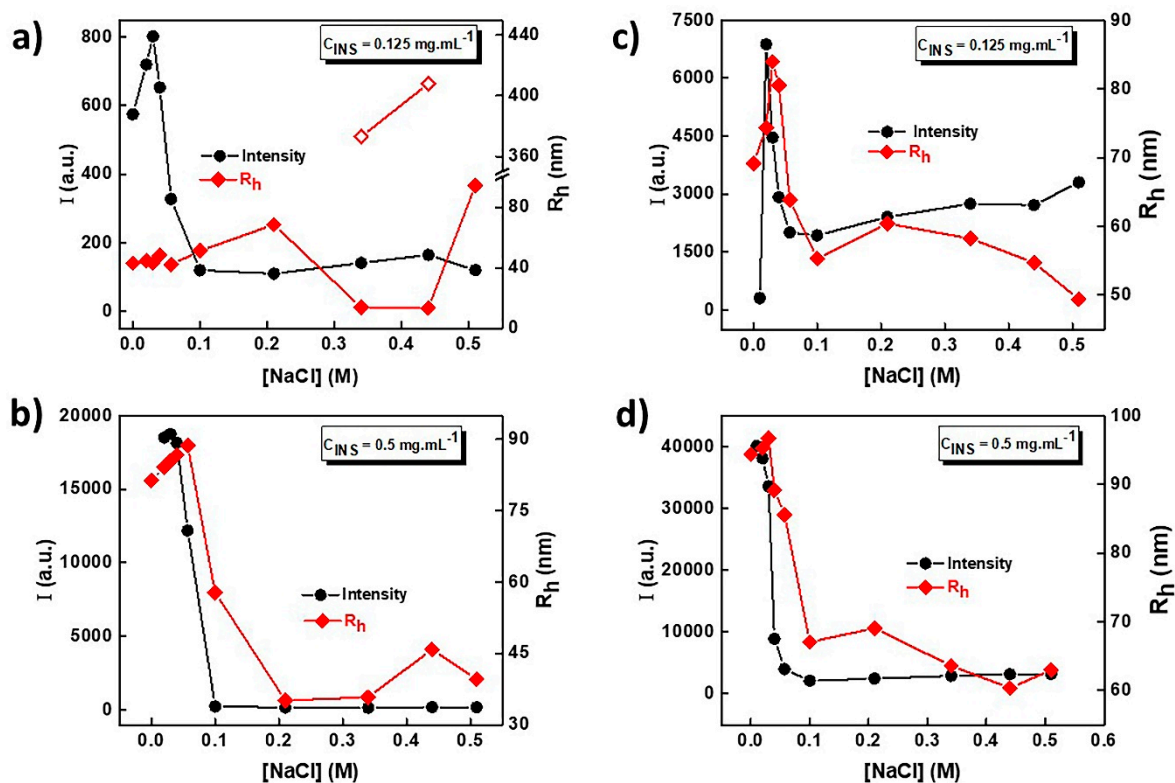 a)
C_INS = 0.125 mg.mL⁻¹
I (a.u.)
800
600
400
200
0
Intensity
R_h
R_h (nm)
440
400
360
80
40
0
0.0 0.1 0.2 0.3 0.4 0.5
[NaCl] (M)
c)
C_INS = 0.125 mg.mL⁻¹
I (a.u.)
7500
6000
4500
3000
1500
0
Intensity
R_h
R_h (nm)
90
80
70
60
50
0.0 0.1 0.2 0.3 0.4 0.5
[NaCl] (M)
b)
C_INS = 0.5 mg.mL⁻¹
I (a.u.)
20000
15000
10000
5000
0
Intensity
R_h
R_h (nm)
90
75
60
45
30
0.0 0.1 0.2 0.3 0.4 0.5
[NaCl] (M)
d)
C_INS = 0.5 mg.mL⁻¹
I (a.u.)
40000
30000
20000
10000
0
Intensity
R_h
R_h (nm)
100
90
80
70
60
0.0 0.1 0.2 0.3 0.4 0.5 0.6
[NaCl] (M)